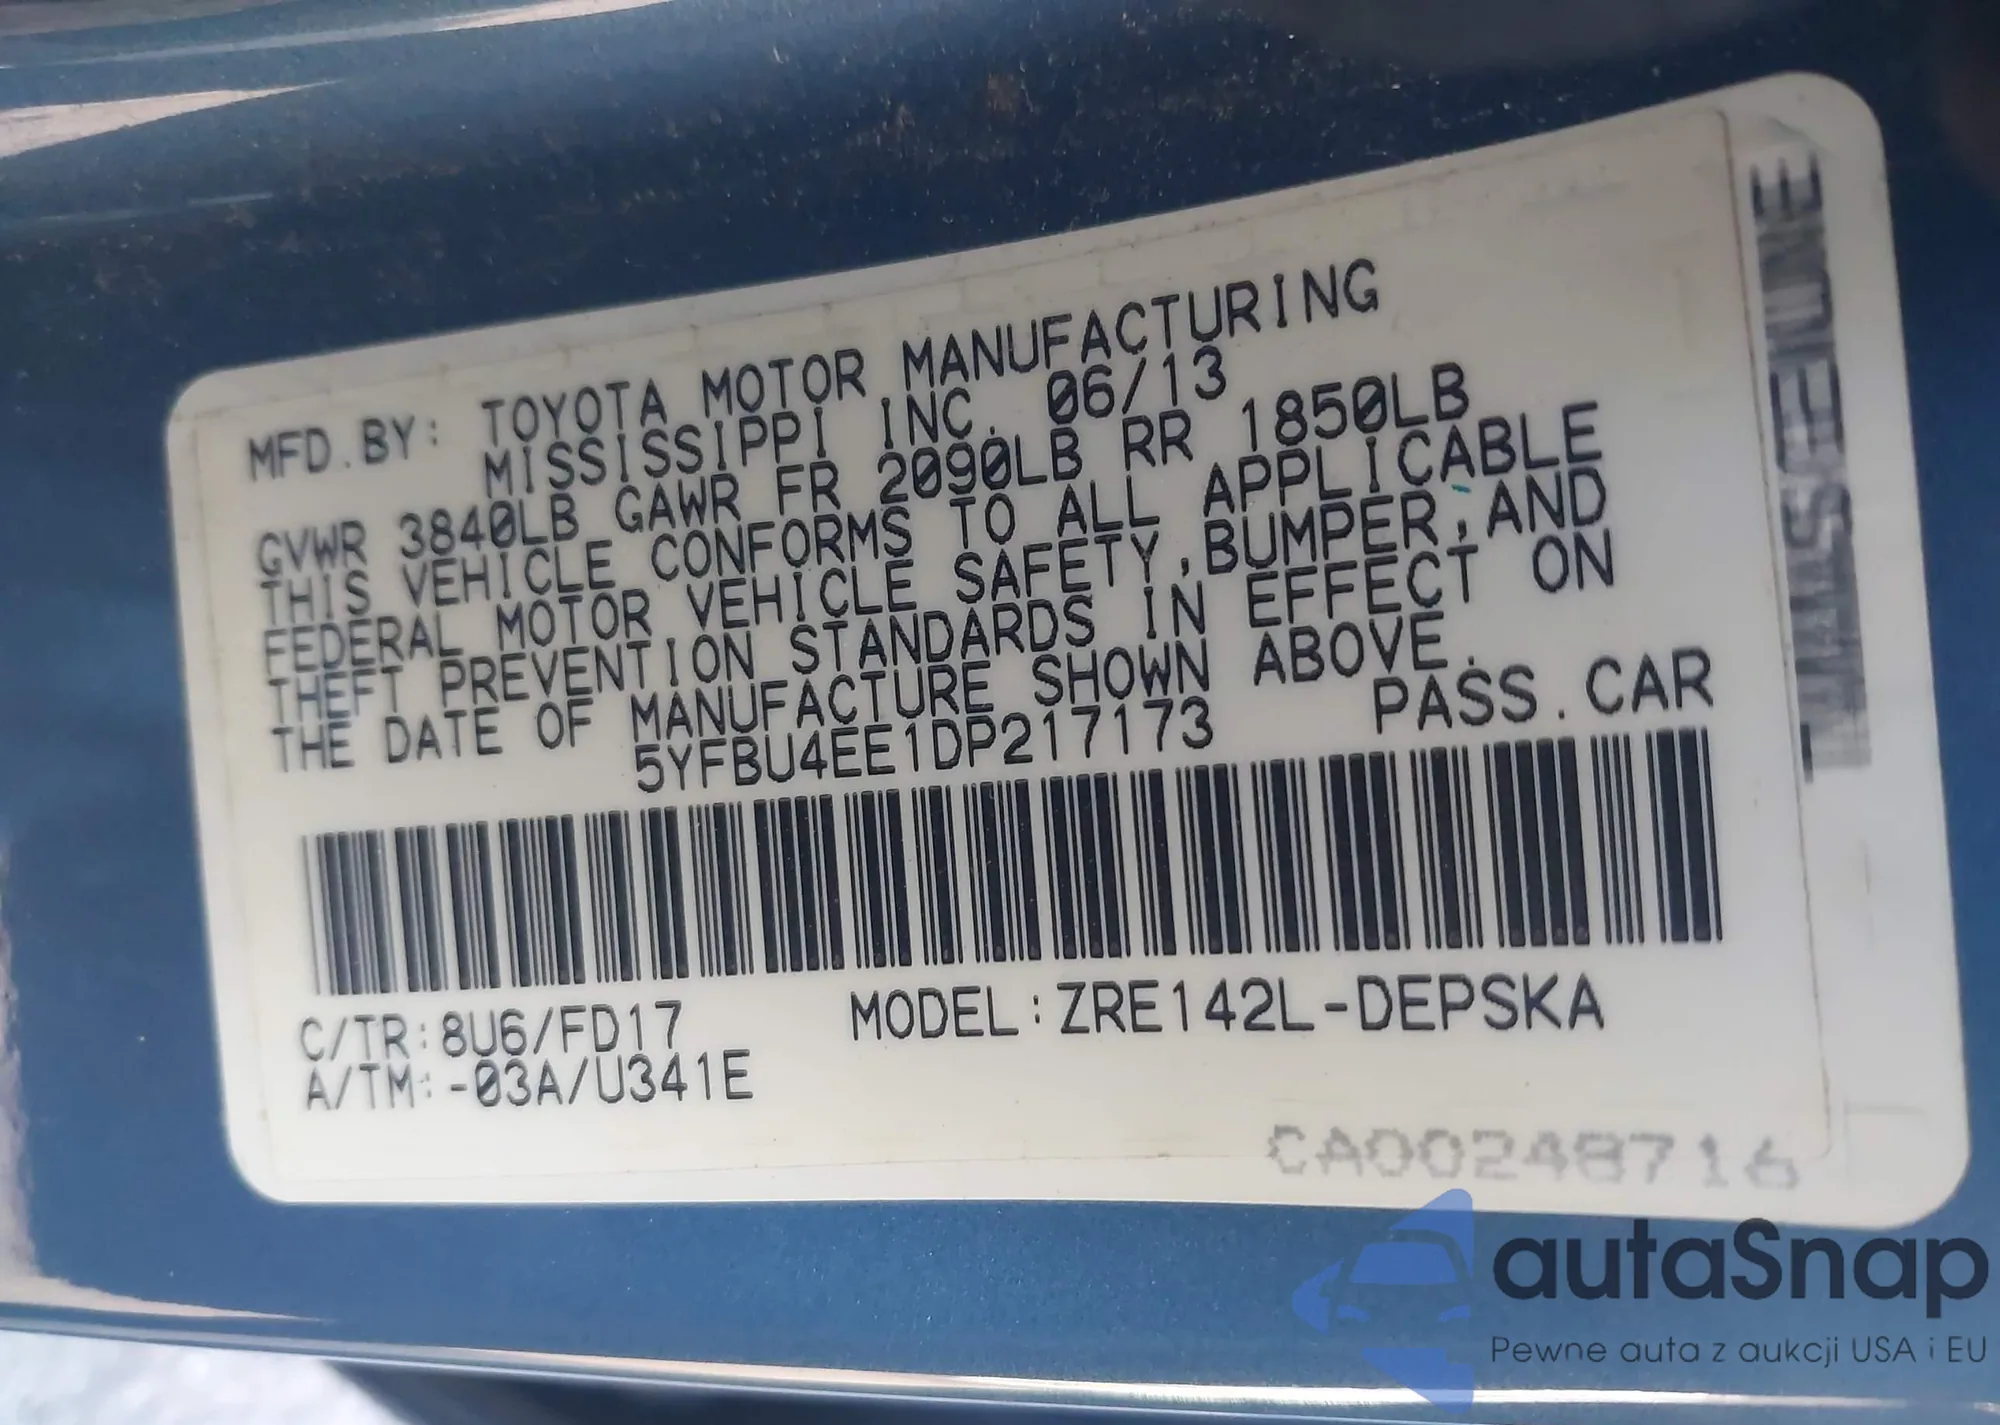 MFD.BY: TOYOTA MOTOR MANUFACTURING
MISSISSIPPI INC. 06/13
GVWR 3840LB GAWR FR 2090LB RR 1850LB
THIS VEHICLE CONFORMS TO ALL APPLICABLE
FEDERAL MOTOR VEHICLE SAFETY,BUMPER,AND
THEFT PREVENTION STANDARDS IN EFFECT ON
THE DATE OF MANUFACTURE SHOWN ABOVE.
5YFBU4EE1DP217173 PASS.CAR
C/TR:8U6/FD17 MODEL:ZRE142L-DEPSKA
A/TM:-03A/U341E
CA00248716
autaSnap
Pewne auta z aukcji USA i EU